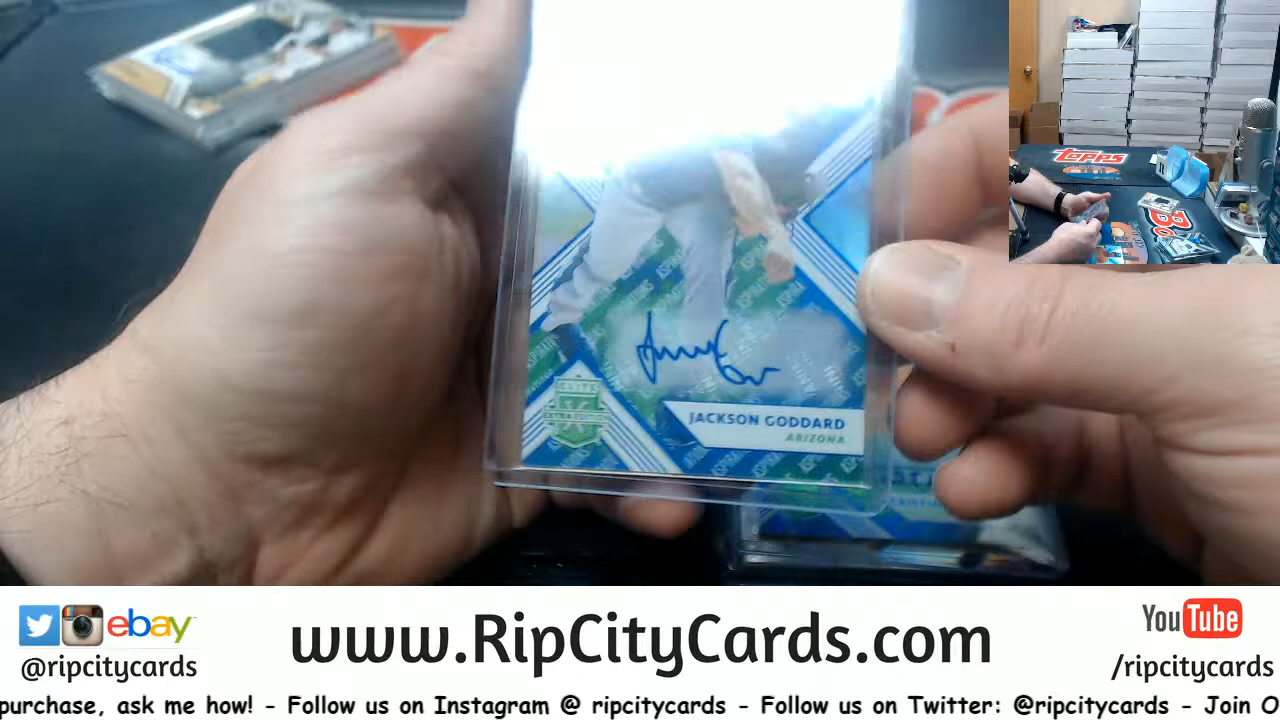 TOPPS
JACKSON GODDARD
ARIZONA
ELITE
EXTRA EDITION
ebay
@ripcitycards
www.RipCityCards.com
YouTube
/ripcitycards
purchase, ask me how! - Follow us on Instagram @ ripcitycards - Follow us on Twitter: @ripcitycards - Join O